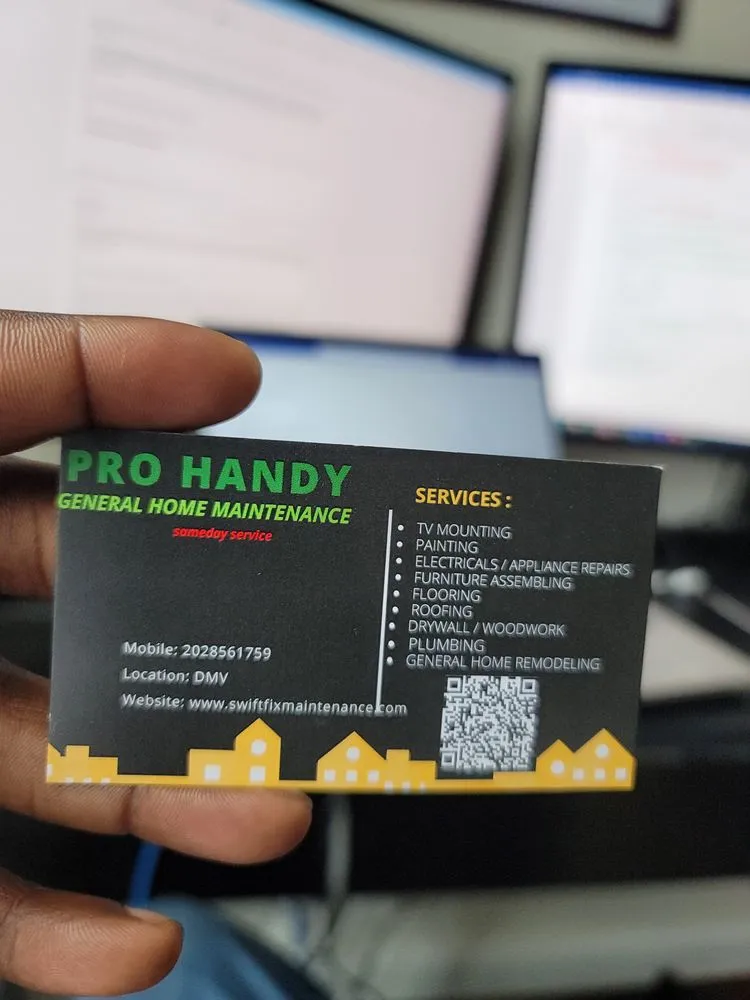 PRO HANDY
GENERAL HOME MAINTENANCE
sameday service
Mobile: 2028561759
Location: DMV
Website: www.swiftfixmaintenance.com
SERVICES :
• TV MOUNTING
• PAINTING
• ELECTRICALS / APPLIANCE REPAIRS
• FURNITURE ASSEMBLING
• FLOORING
• ROOFING
• DRYWALL / WOODWORK
• PLUMBING
• GENERAL HOME REMODELING